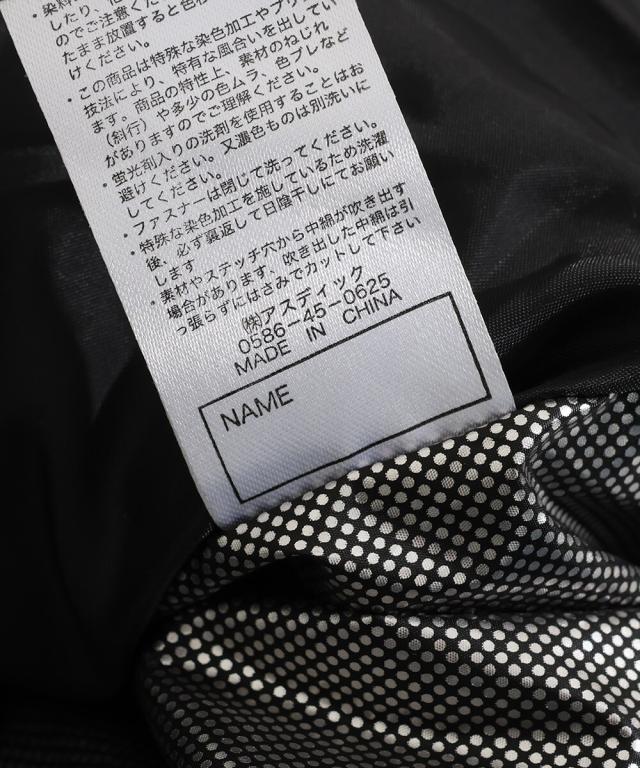 のでご注意くだ
たまま放置すると色移
けください。
・この商品は特殊な染色加工やプリ
技法により、特有な風合いを出してい
ます。商品の特性上、素材のねじれ
(斜行)や多少の色ムラ、色ブレなど
がありますのでご理解ください。
・蛍光剤入りの洗剤を使用することはお
避けください。又濃色ものは別洗いに
してください。
・ファスナーは閉じて洗ってください。
・特殊な染色加工を施しているため洗濯
後、必ず裏返して日陰干しにてお願い
します
・素材やステッチ穴から中綿が吹き出す
場合があります、吹き出した中綿は引
っ張らずにはさみでカットして下さい
㈱アスディック
0586-45-0625
MADE IN CHINA
NAME